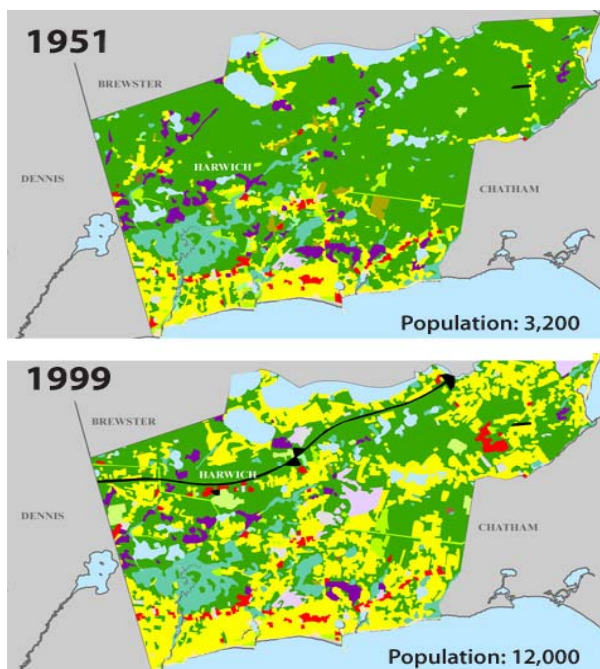 1951
BREWSTER
HARWICH
DENNIS
CHATHAM
Population: 3,200
1999
BREWSTER
HARWICH
DENNIS
CHATHAM
Population: 12,000